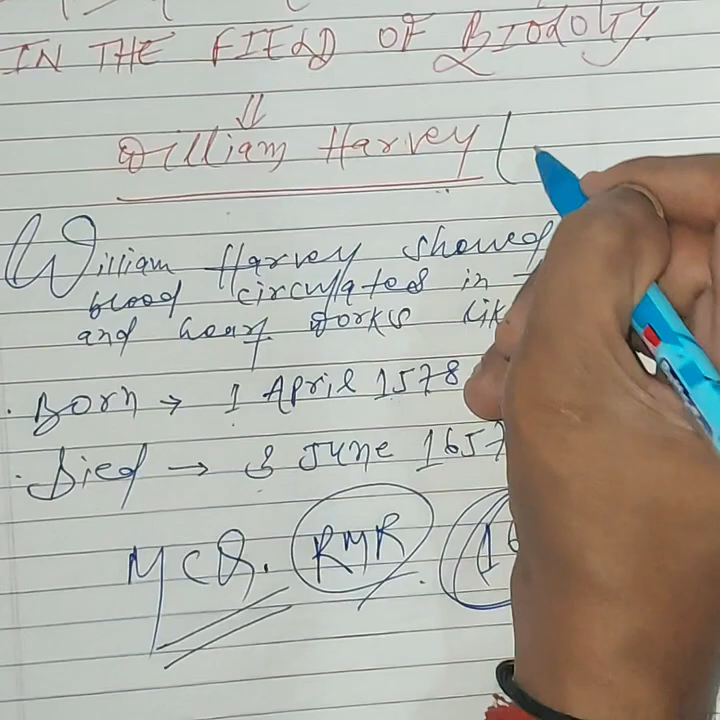 IN THE FIELD OF BIOLOGY.
⇓
William Harvey (
William Harvey showed
blood circulated in
and heart works lik
· Born → 1 April 1578
· Died → 3 June 1657
MCQ. RMR. 16